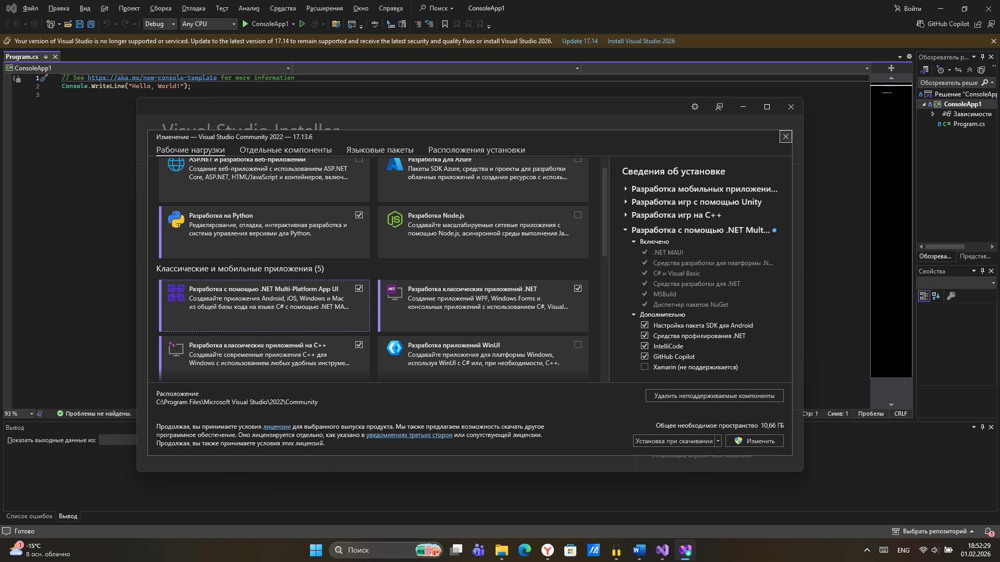 Файл Правка Вид Git Проект Сборка Отладка Тест Анализ Средства Расширения Окно Справка Поиск ConsoleApp1 Войти
Debug Any CPU ConsoleApp1 GitHub Copilot
Your version of Visual Studio is no longer supported or serviced. Update to the latest version of 17.14 to remain supported and receive the latest security and quality fixes or install Visual Studio 2026. Update 17.14 Install Visual Studio 2026
Program.cs
ConsoleApp1
1 // See https://aka.ms/new-console-template for more information
2 Console.WriteLine("Hello, World!");
3
Обозреватель р...
Обозреватель реше
Решение "ConsoleApp
ConsoleApp1
Зависимости
C# Program.cs
Обозрева... Представ...
Свойства
Visual Studio Installer
Изменение — Visual Studio Community 2022 — 17.13.6
Рабочие нагрузки Отдельные компоненты Языковые пакеты Расположения установки
ASP.NET и разработка веб-приложений
Создание веб-приложений с использованием ASP.NET
Core, ASP.NET, HTML/JavaScript и контейнеров, включ...
Разработка для Azure
Пакеты SDK Azure, средства и проекты для разработки
облачных приложений и создания ресурсов с исполь...
Разработка на Python
Редактирование, отладка, интерактивная разработка и
система управления версиями для Python.
Разработка Node.js
Создавайте масштабируемые сетевые приложения с
помощью Node.js, асинхронной среды выполнения Ja...
Классические и мобильные приложения (5)
Разработка с помощью .NET Multi-Platform App UI
Создавайте приложения Android, iOS, Windows и Mac
из общей базы кода на языке C# с помощью .NET MA...
.NET
Разработка классических приложений .NET
Создание приложений WPF, Windows Forms и
консольных приложений с использованием C#, Visual...
Разработка классических приложений на C++
Создавайте современные приложения C++ для
Windows с использованием любых удобных инструме...
Разработка приложений WinUI
Создавайте приложения для платформы Windows,
используя WinUI с C# или, при необходимости, C++.
Сведения об установке
Разработка мобильных приложени...
Разработка игр с помощью Unity
Разработка игр на C++
Разработка с помощью .NET Mult...
Включено
.NET MAUI
Средства разработки для платформы .N...
C# и Visual Basic
Средства разработки для .NET
MSBuild
Диспетчер пакетов NuGet
Дополнительно
Настройка пакета SDK для Android
Средства профилирования .NET
IntelliCode
GitHub Copilot
Xamarin (не поддерживается)
Расположение
C:\Program Files\Microsoft Visual Studio\2022\Community
Удалить неподдерживаемые компоненты
Продолжая, вы принимаете условия лицензии для выбранного выпуска продукта. Мы также предлагаем возможность скачать другое
программное обеспечение. Оно лицензируется отдельно, как указано в уведомлениях третьих сторон или сопутствующей лицензии.
Продолжая, вы также принимаете условия этих лицензий.
Общее необходимое пространство 10,66 ГБ
Установка при скачивании Изменить
93 % Проблемы не найдены. Стр: 1 Симв: 1 Пробелы CRLF
Вывод
Показать выходные данные из:
Список ошибок Вывод
Готово Выбрать репозиторий 1
1 -15°C
В осн. облачно
Поиск
ENG
18:52:29
01.02.2026